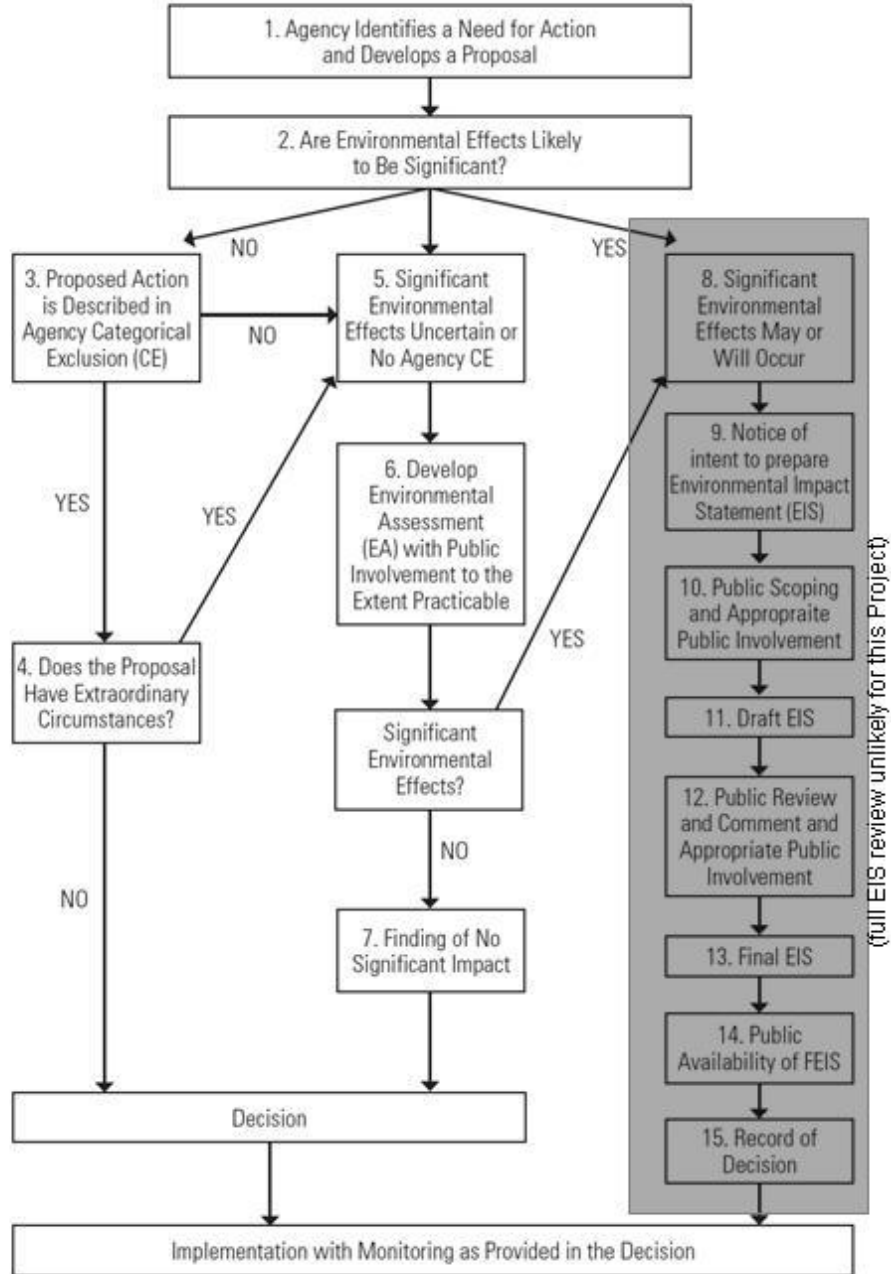 1. Agency Identifies a Need for Action
and Develops a Proposal
2. Are Environmental Effects Likely
to Be Significant?
NO
YES
3. Proposed Action
is Described in
Agency Categorical
Exclusion (CE)
NO
5. Significant
Environmental
Effects Uncertain or
No Agency CE
8. Significant
Environmental
Effects May or
Will Occur
YES
YES
6. Develop
Environmental
Assessment
(EA) with Public
Involvement to the
Extent Practicable
9. Notice of
intent to prepare
Environmental Impact
Statement (EIS)
10. Public Scoping
and Appropraite
Public Involvement
YES
4. Does the Proposal
Have Extraordinary
Circumstances?
Significant
Environmental
Effects?
11. Draft EIS
12. Public Review
and Comment and
Appropriate Public
Involvement
NO
NO
7. Finding of No
Significant Impact
13. Final EIS
14. Public
Availability of FEIS
Decision
15. Record of
Decision
Implementation with Monitoring as Provided in the Decision
(full EIS review unlikely for this Project)